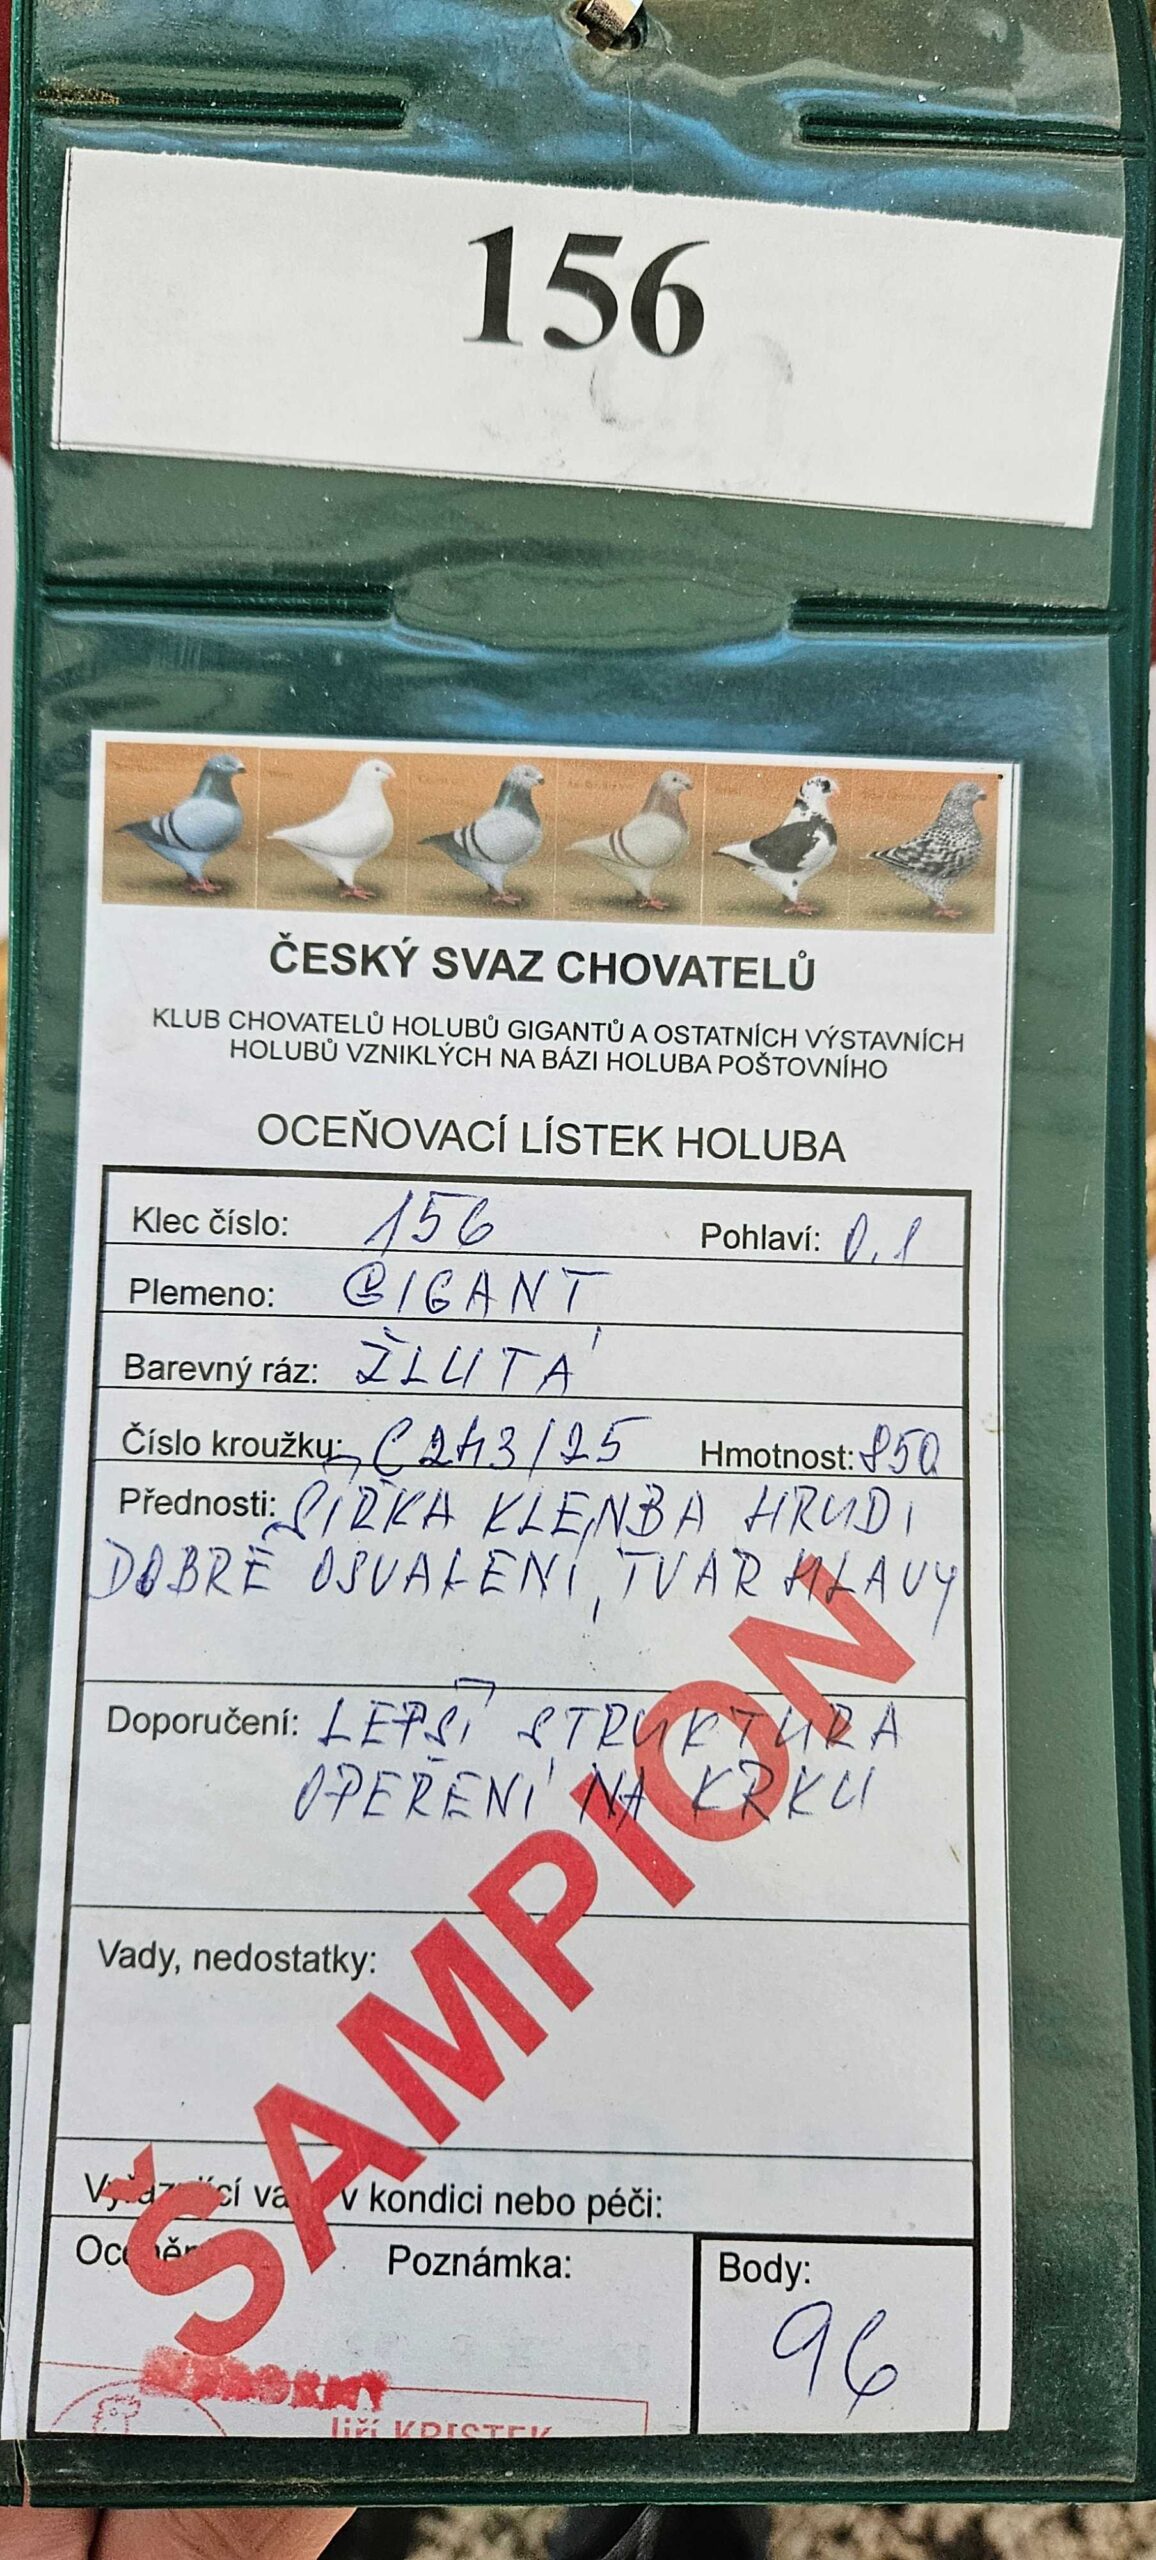 156
ČESKÝ SVAZ CHOVATELŮ
KLUB CHOVATELŮ HOLUBŮ GIGANTŮ A OSTATNÍCH VÝSTAVNÍCH
HOLUBŮ VZNIKLÝCH NA BÁZI HOLUBA POŠTOVNÍHO
OCEŇOVACÍ LÍSTEK HOLUBA
Klec číslo: 156 Pohlaví: 0.1
Plemeno: GIGANT
Barevný ráz: ŽLUTÁ
Číslo kroužku: C 243/25 Hmotnost: 850
Přednosti: ŠÍŘKA KLENBA HRUDI
DOBRÉ OSVALENÍ, TVAR HLAVY
Doporučení: LEPŠÍ STRUKTURA
OPEŘENÍ NA KRKU
ŠAMPION
Vady, nedostatky:
v kondici nebo péči:
Poznámka: Body:
96
Jiří KRISTEK